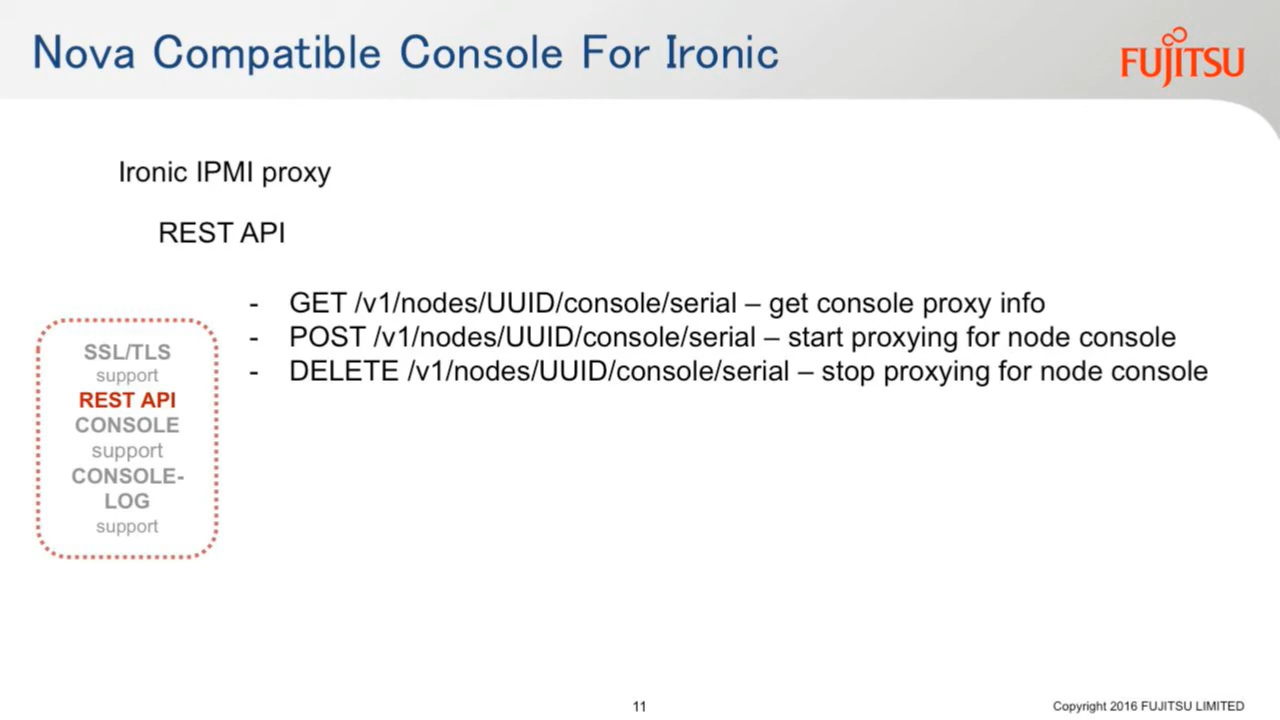 Nova Compatible Console For Ironic
FUJITSU
Ironic IPMI proxy
REST API
- GET /v1/nodes/UUID/console/serial – get console proxy info
- POST /v1/nodes/UUID/console/serial – start proxying for node console
- DELETE /v1/nodes/UUID/console/serial – stop proxying for node console
SSL/TLS
support
REST API
CONSOLE
support
CONSOLE-
LOG
support
11
Copyright 2016 FUJITSU LIMITED